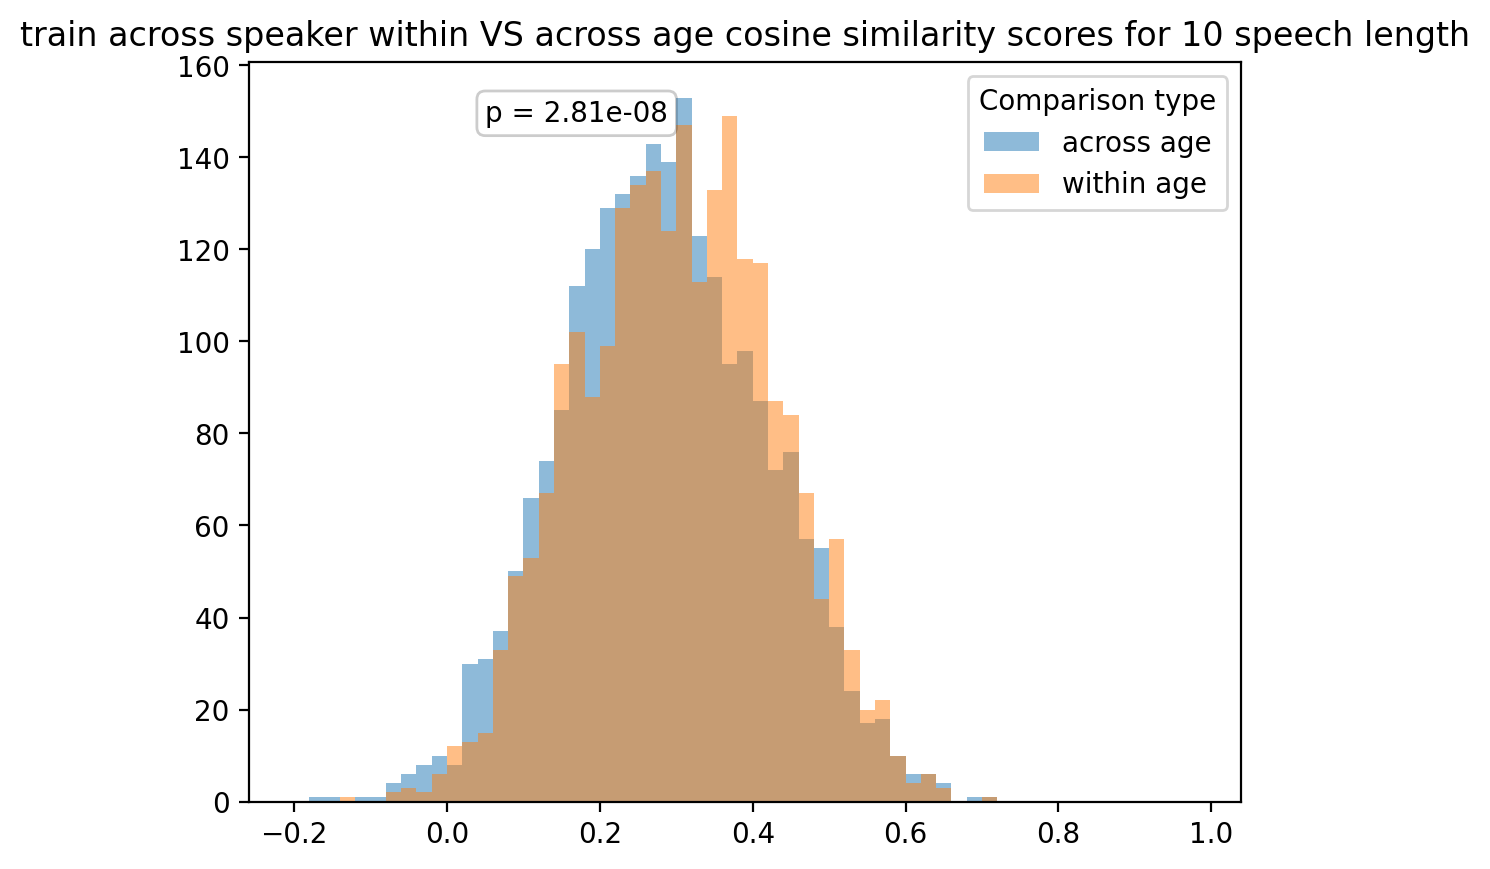 train across speaker within VS across age cosine similarity scores for 10 speech length
160
140
120
100
80
60
40
20
0
p = 2.81e-08
Comparison type
across age
within age
−0.2 0.0 0.2 0.4 0.6 0.8 1.0